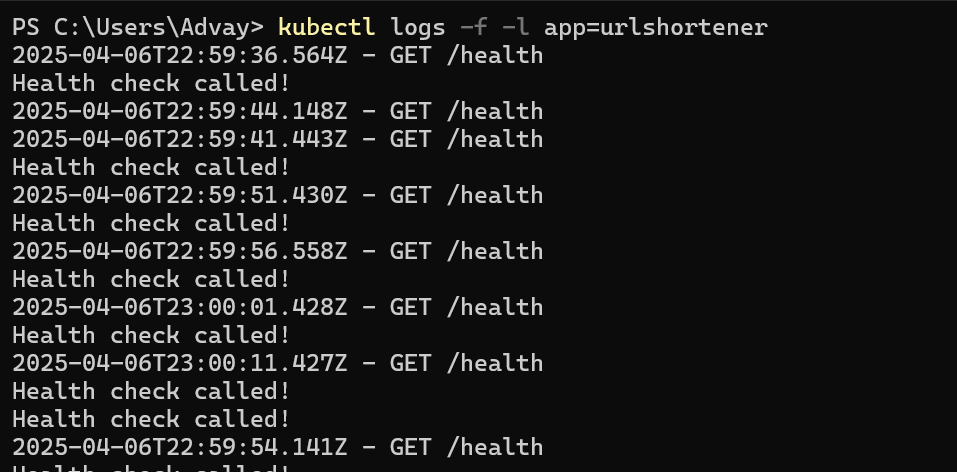 PS C:\Users\Advay> kubectl logs -f -l app=urlshortener
2025-04-06T22:59:36.564Z - GET /health
Health check called!
2025-04-06T22:59:44.148Z - GET /health
2025-04-06T22:59:41.443Z - GET /health
Health check called!
2025-04-06T22:59:51.430Z - GET /health
Health check called!
2025-04-06T22:59:56.558Z - GET /health
Health check called!
2025-04-06T23:00:01.428Z - GET /health
Health check called!
2025-04-06T23:00:11.427Z - GET /health
Health check called!
Health check called!
2025-04-06T22:59:54.141Z - GET /health
Health check called!